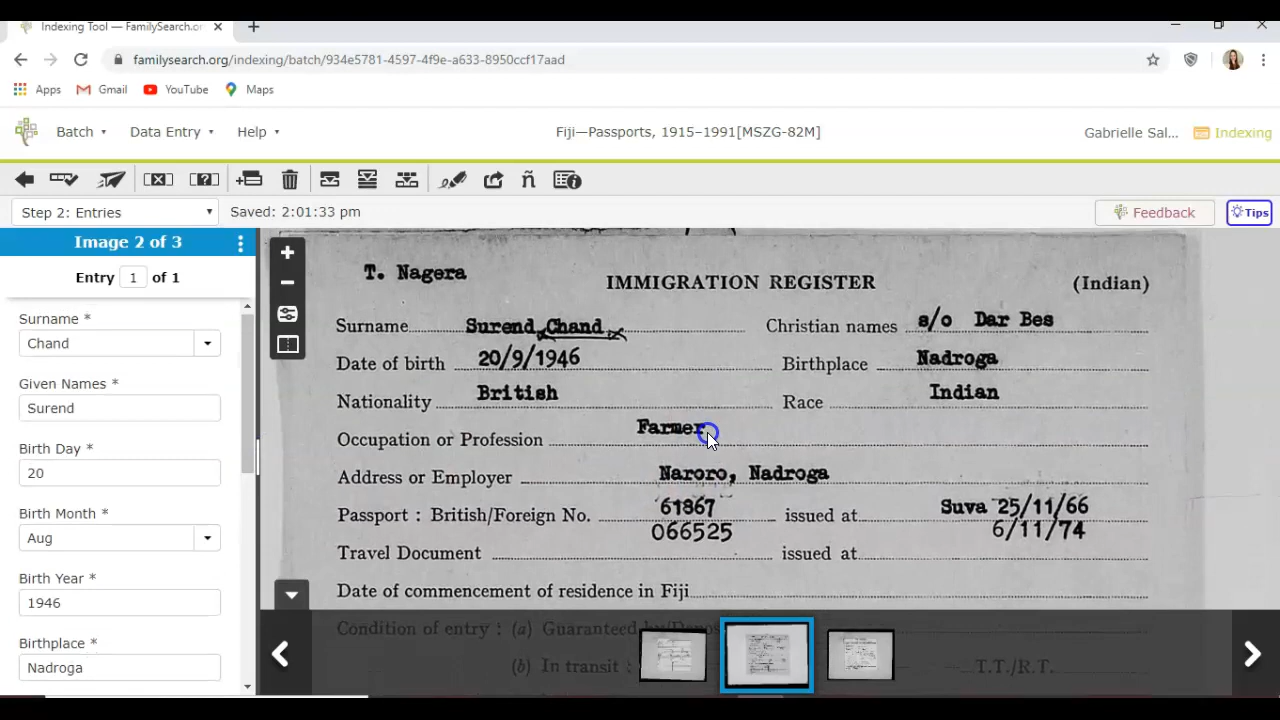 Indexing Tool — FamilySearch.or
familysearch.org/indexing/batch/934e5781-4597-4f9e-a633-8950ccf17aad
Apps Gmail YouTube Maps
Batch Data Entry Help Fiji—Passports, 1915–1991[MSZG-82M] Gabrielle Sal... Indexing
Step 2: Entries Saved: 2:01:33 pm Feedback Tips
Image 2 of 3
Entry 1 of 1
Surname *
Chand
Given Names *
Surend
Birth Day *
20
Birth Month *
Aug
Birth Year *
1946
Birthplace *
Nadroga
T. Nagera IMMIGRATION REGISTER (Indian)
Surname Surend Chand Christian names s/o Dar Bes
Date of birth 20/9/1946 Birthplace Nadroga
Nationality British Race Indian
Occupation or Profession Farmer
Address or Employer Naroro, Nadroga
Passport : British/Foreign No. 61867 issued at Suva 25/11/66
066525 6/11/74
Travel Document issued at
Date of commencement of residence in Fiji
Condition of entry : (a) Guaranteed by/Depos
(b) In transit : T.T./R.T.